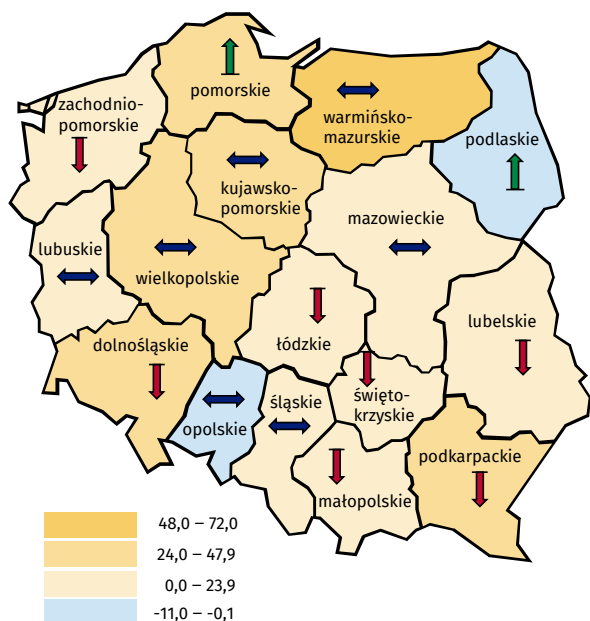 pomorskie
zachodnio-
pomorskie
warmińsko-
mazurskie
podlaskie
kujawsko-
pomorskie
mazowieckie
lubuskie
wielkopolskie
lubelskie
dolnośląskie
łódzkie
święto-
krzyskie
śląskie
opolskie
podkarpackie
małopolskie
48,0 – 72,0
24,0 – 47,9
0,0 – 23,9
-11,0 – -0,1